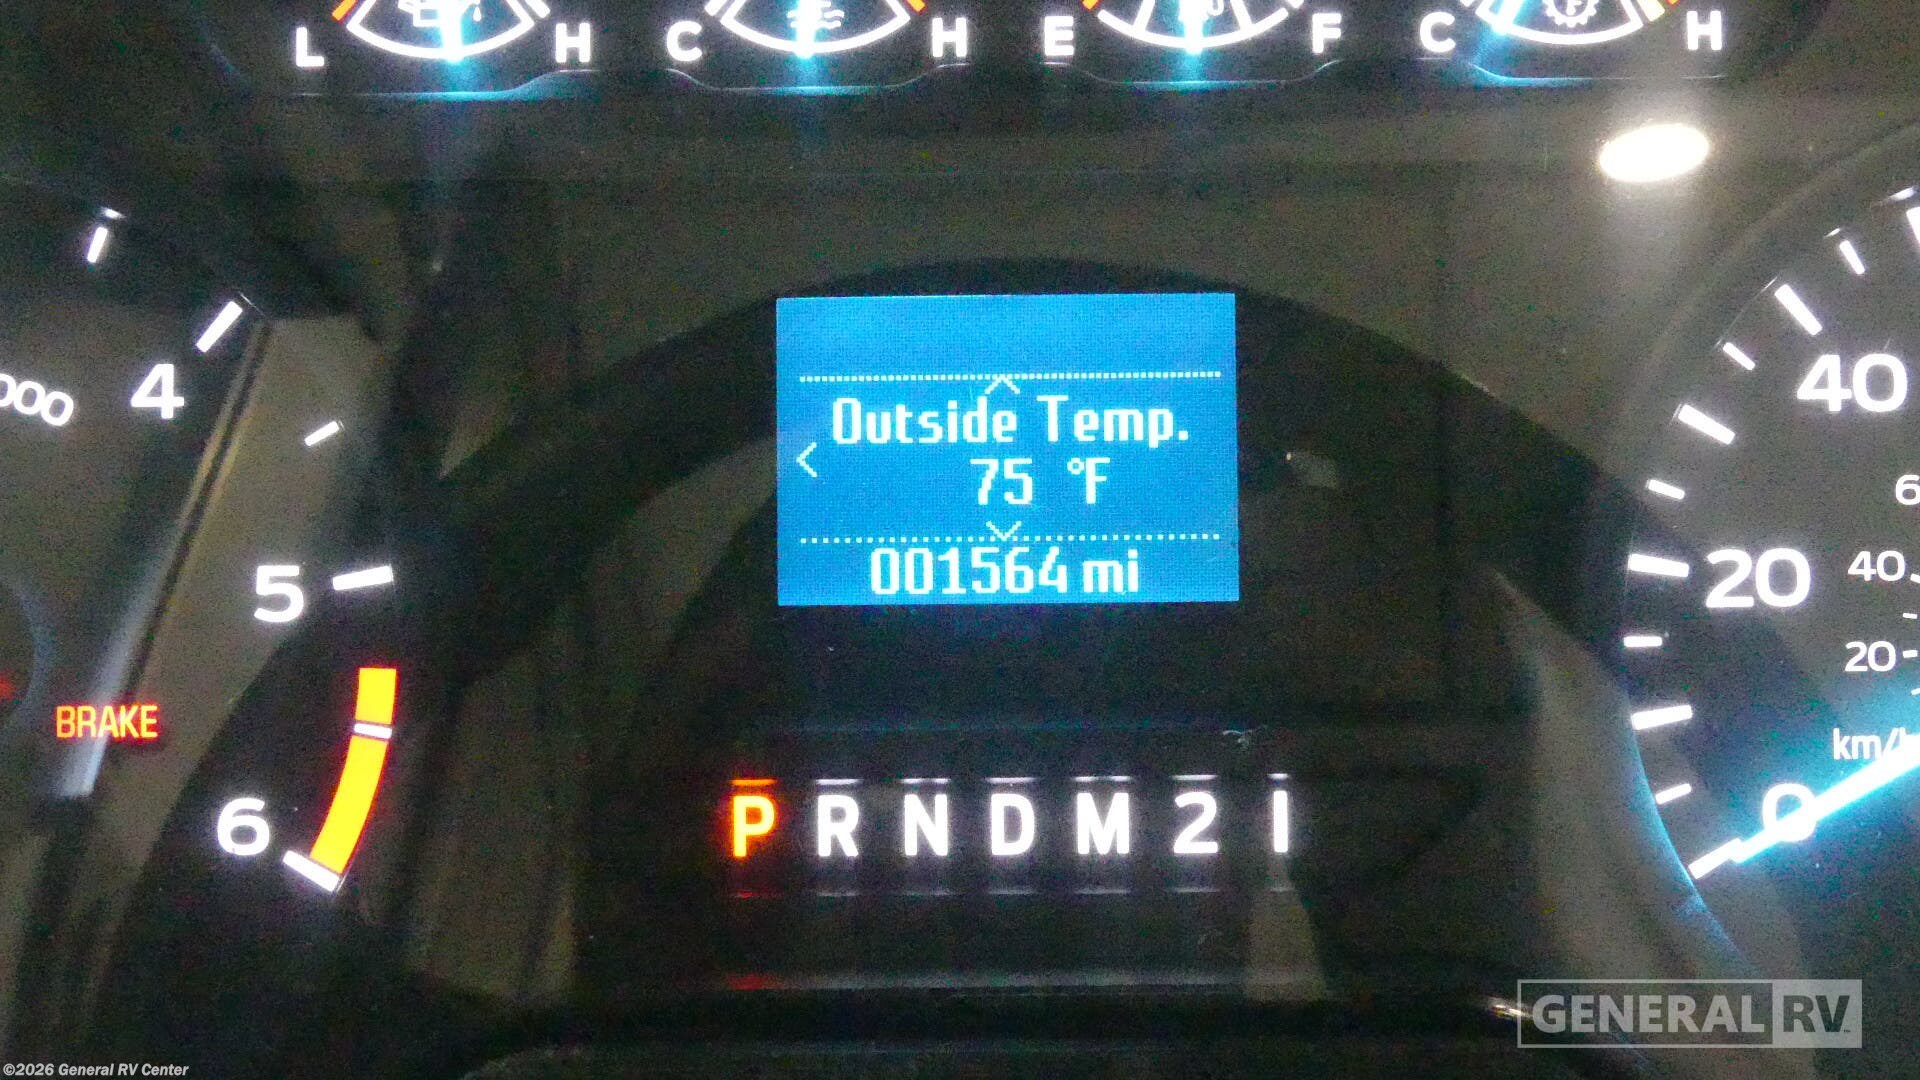 L H C H E F C H
000 4
40
Outside Temp.
75 °F
001564 mi
5
20
6
40
20
km/h
BRAKE
6
0
P R N D M 2 1
GENERAL RV
©2026 General RV Center